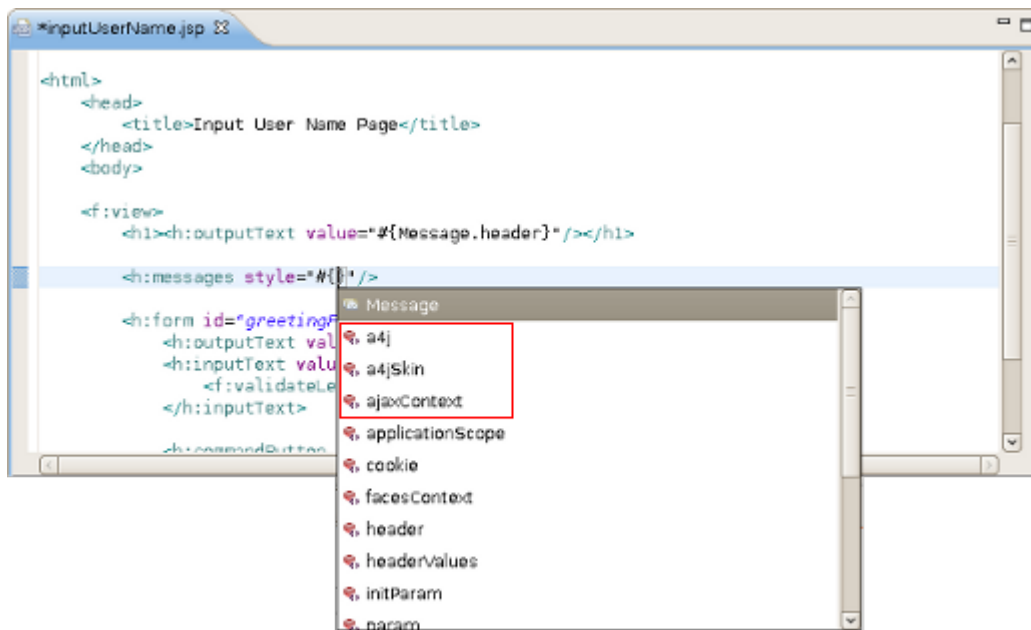 *inputUserName.jsp
<html>
<head>
<title>Input User Name Page</title>
</head>
<body>
<f:view>
<h1><h:outputText value="#{Message.header}"/></h1>
<h:messages style="#{}"/>
<h:form id="greetingF
<h:outputText val
<h:inputText valu
<f:validateLe
</h:inputText>
<h:commandButton
Message
a4j
a4jSkin
ajaxContext
applicationScope
cookie
facesContext
header
headerValues
initParam
param